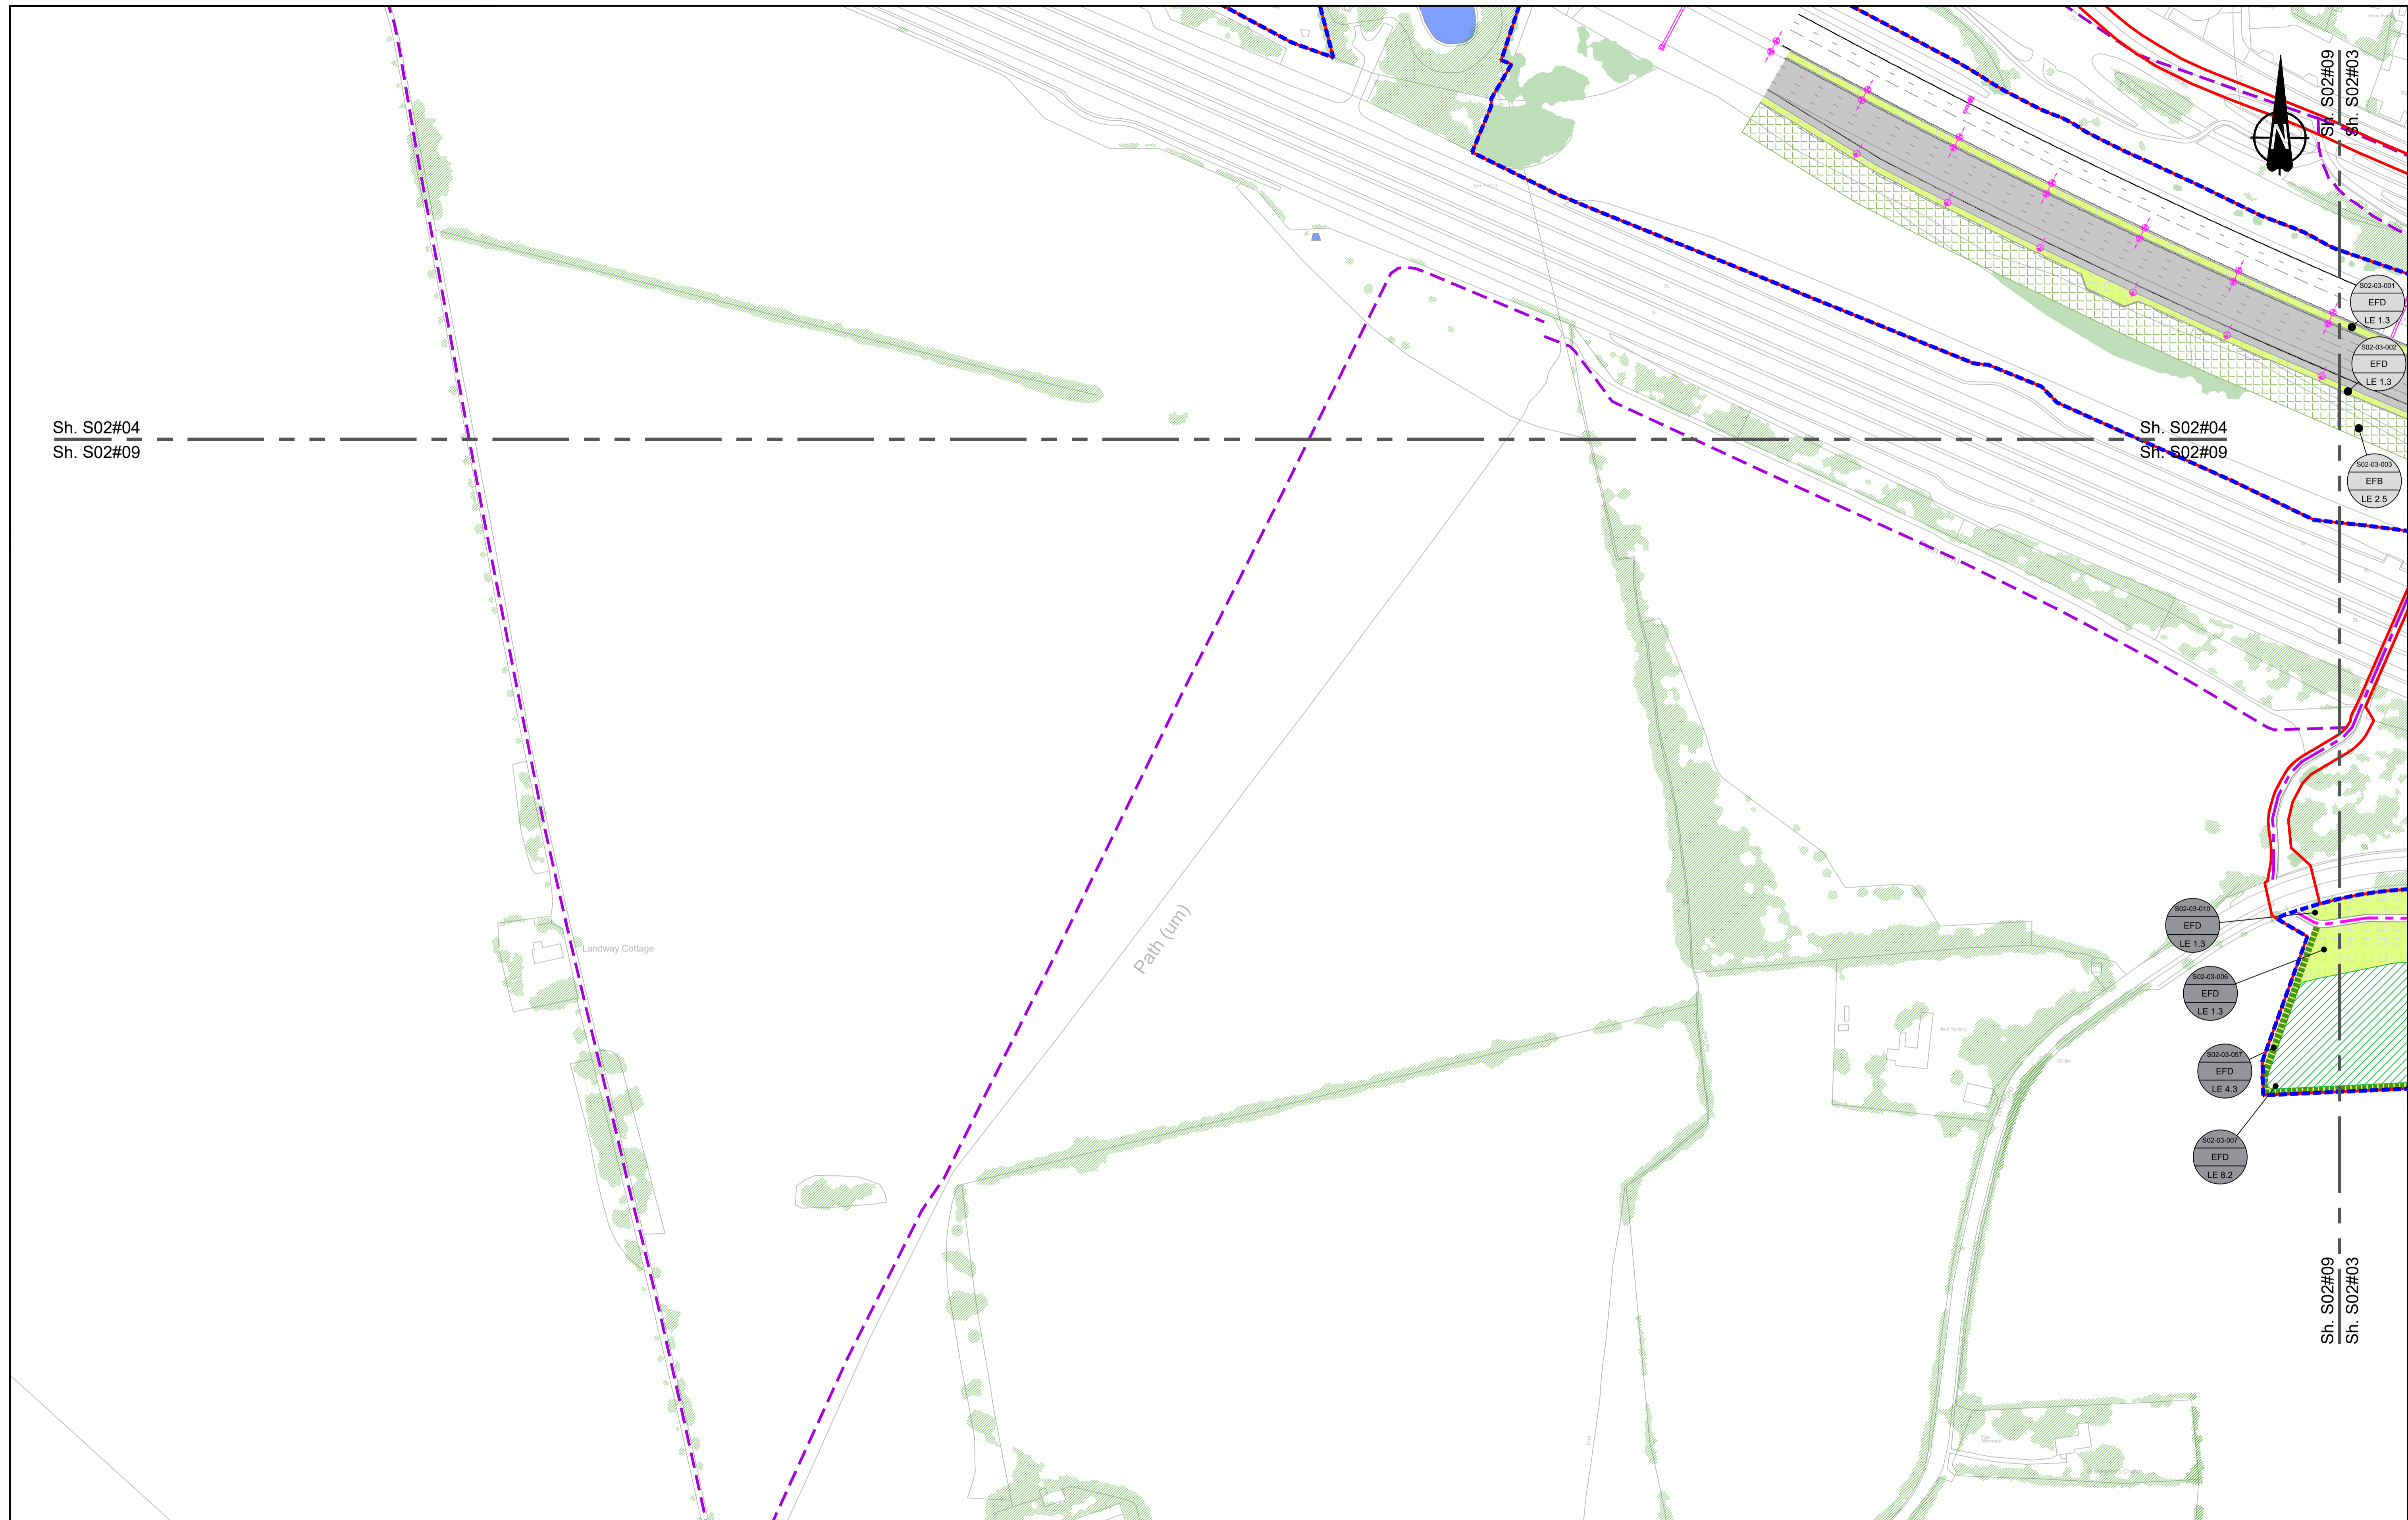 Sh. S02#09
Sh. S02#03
N
S02-03-001
EFD
LE 1.3
S02-03-002
EFD
LE 1.3
Sh. S02#04
Sh. S02#09
Sh. S02#04
Sh. S02#09
S02-03-003
EFB
LE 2.5
S02-03-010
EFD
LE 1.3
Landway Cottage
Path (um)
S02-03-006
EFD
LE 1.3
S02-03-057
EFD
LE 4.3
S02-03-007
EFD
LE 8.2
Sh. S02#09
Sh. S02#03
War
Memorial